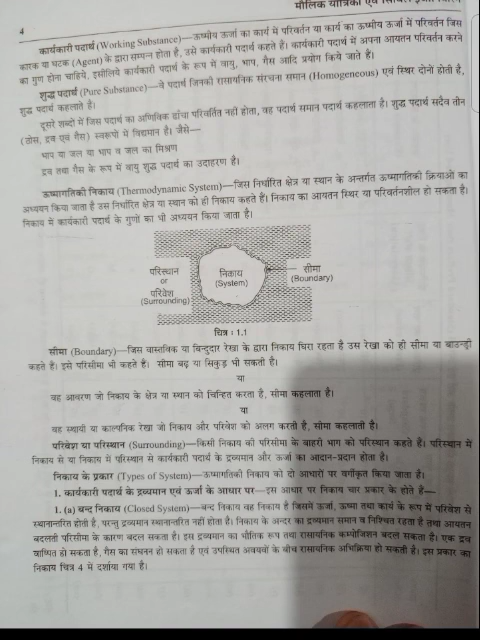 मौलिक यांत्रिकी एवं
4
कार्यकारी पदार्थ (Working Substance)—ऊष्मीय ऊर्जा का कार्य में परिवर्तन या कार्य का ऊष्मीय ऊर्जा में परिवर्तन जिस
कारक या घटक (Agent) के द्वारा सम्पन्न होता है, उसे कार्यकारी पदार्थ कहते हैं। कार्यकारी पदार्थ में अपना आयतन परिवर्तन करने
का गुण होना चाहिये, इसीलिये कार्यकारी पदार्थ के रूप में वायु, भाप, गैस आदि प्रयोग किये जाते हैं।
शुद्ध पदार्थ (Pure Substance)—वे पदार्थ जिनकी रासायनिक संरचना समान (Homogeneous) एवं स्थिर दोनों होती है,
शुद्ध पदार्थ कहलाते हैं।
दूसरे शब्दों में जिस पदार्थ का आणविक ढाँचा परिवर्तित नहीं होता, वह पदार्थ समान पदार्थ कहलाता है। शुद्ध पदार्थ सदैव तीन
(ठोस, द्रव एवं गैस) स्वरूपों में विद्यमान है। जैसे—
भाप या जल या भाप व जल का मिश्रण
द्रव तथा गैस के रूप में वायु शुद्ध पदार्थ का उदाहरण है।
ऊष्मागतिकी निकाय (Thermodynamic System)—जिस निर्धारित क्षेत्र या स्थान के अन्तर्गत ऊष्मागतिकी क्रियाओं का
अध्ययन किया जाता है उस निर्धारित क्षेत्र या स्थान को ही निकाय कहते हैं। निकाय का आयतन स्थिर या परिवर्तनशील हो सकता है।
निकाय में कार्यकारी पदार्थ के गुणों का भी अध्ययन किया जाता है।
परिस्थान
or
परिवेश
(Surrounding)
निकाय
(System)
सीमा
(Boundary)
चित्र : 1.1
सीमा (Boundary)—जिस वास्तविक या बिन्दुदार रेखा के द्वारा निकाय घिरा रहता है उस रेखा को ही सीमा या बाउन्ड्री
कहते हैं। इसे परिसीमा भी कहते हैं। सीमा बढ़ या सिकुड़ भी सकती है।
या
वह आवरण जो निकाय के क्षेत्र या स्थान को चिन्हित करता है, सीमा कहलाता है।
या
वह स्थायी या काल्पनिक रेखा जो निकाय और परिवेश को अलग करती है, सीमा कहलाती है।
परिवेश या परिस्थान (Surrounding)—किसी निकाय की परिसीमा के बाहरी भाग को परिस्थान कहते हैं। परिस्थान में
निकाय से या निकाय में परिस्थान से कार्यकारी पदार्थ के द्रव्यमान और ऊर्जा का आदान-प्रदान होता है।
निकाय के प्रकार (Types of System)—ऊष्मागतिकी निकाय को दो आधारों पर वर्गीकृत किया जाता है।
1. कार्यकारी पदार्थ के द्रव्यमान एवं ऊर्जा के आधार पर—इस आधार पर निकाय चार प्रकार के होते हैं—
1. (a) बन्द निकाय (Closed System)—बन्द निकाय वह निकाय है जिसमें ऊर्जा, ऊष्मा तथा कार्य के रूप में परिवेश से
स्थानान्तरित होती है, परन्तु द्रव्यमान स्थानान्तरित नहीं होता है। निकाय के अन्दर का द्रव्यमान समान व निश्चित रहता है तथा आयतन
बदलती परिसीमा के कारण बदल सकता है। इस द्रव्यमान का भौतिक रूप तथा रासायनिक कम्पोजिशन बदल सकता है। एक द्रव
वाष्पित हो सकता है, गैस का संघनन हो सकता है एवं उपस्थित अवयवों के बीच रासायनिक अभिक्रिया हो सकती है। इस प्रकार का
निकाय चित्र 4 में दर्शाया गया है।